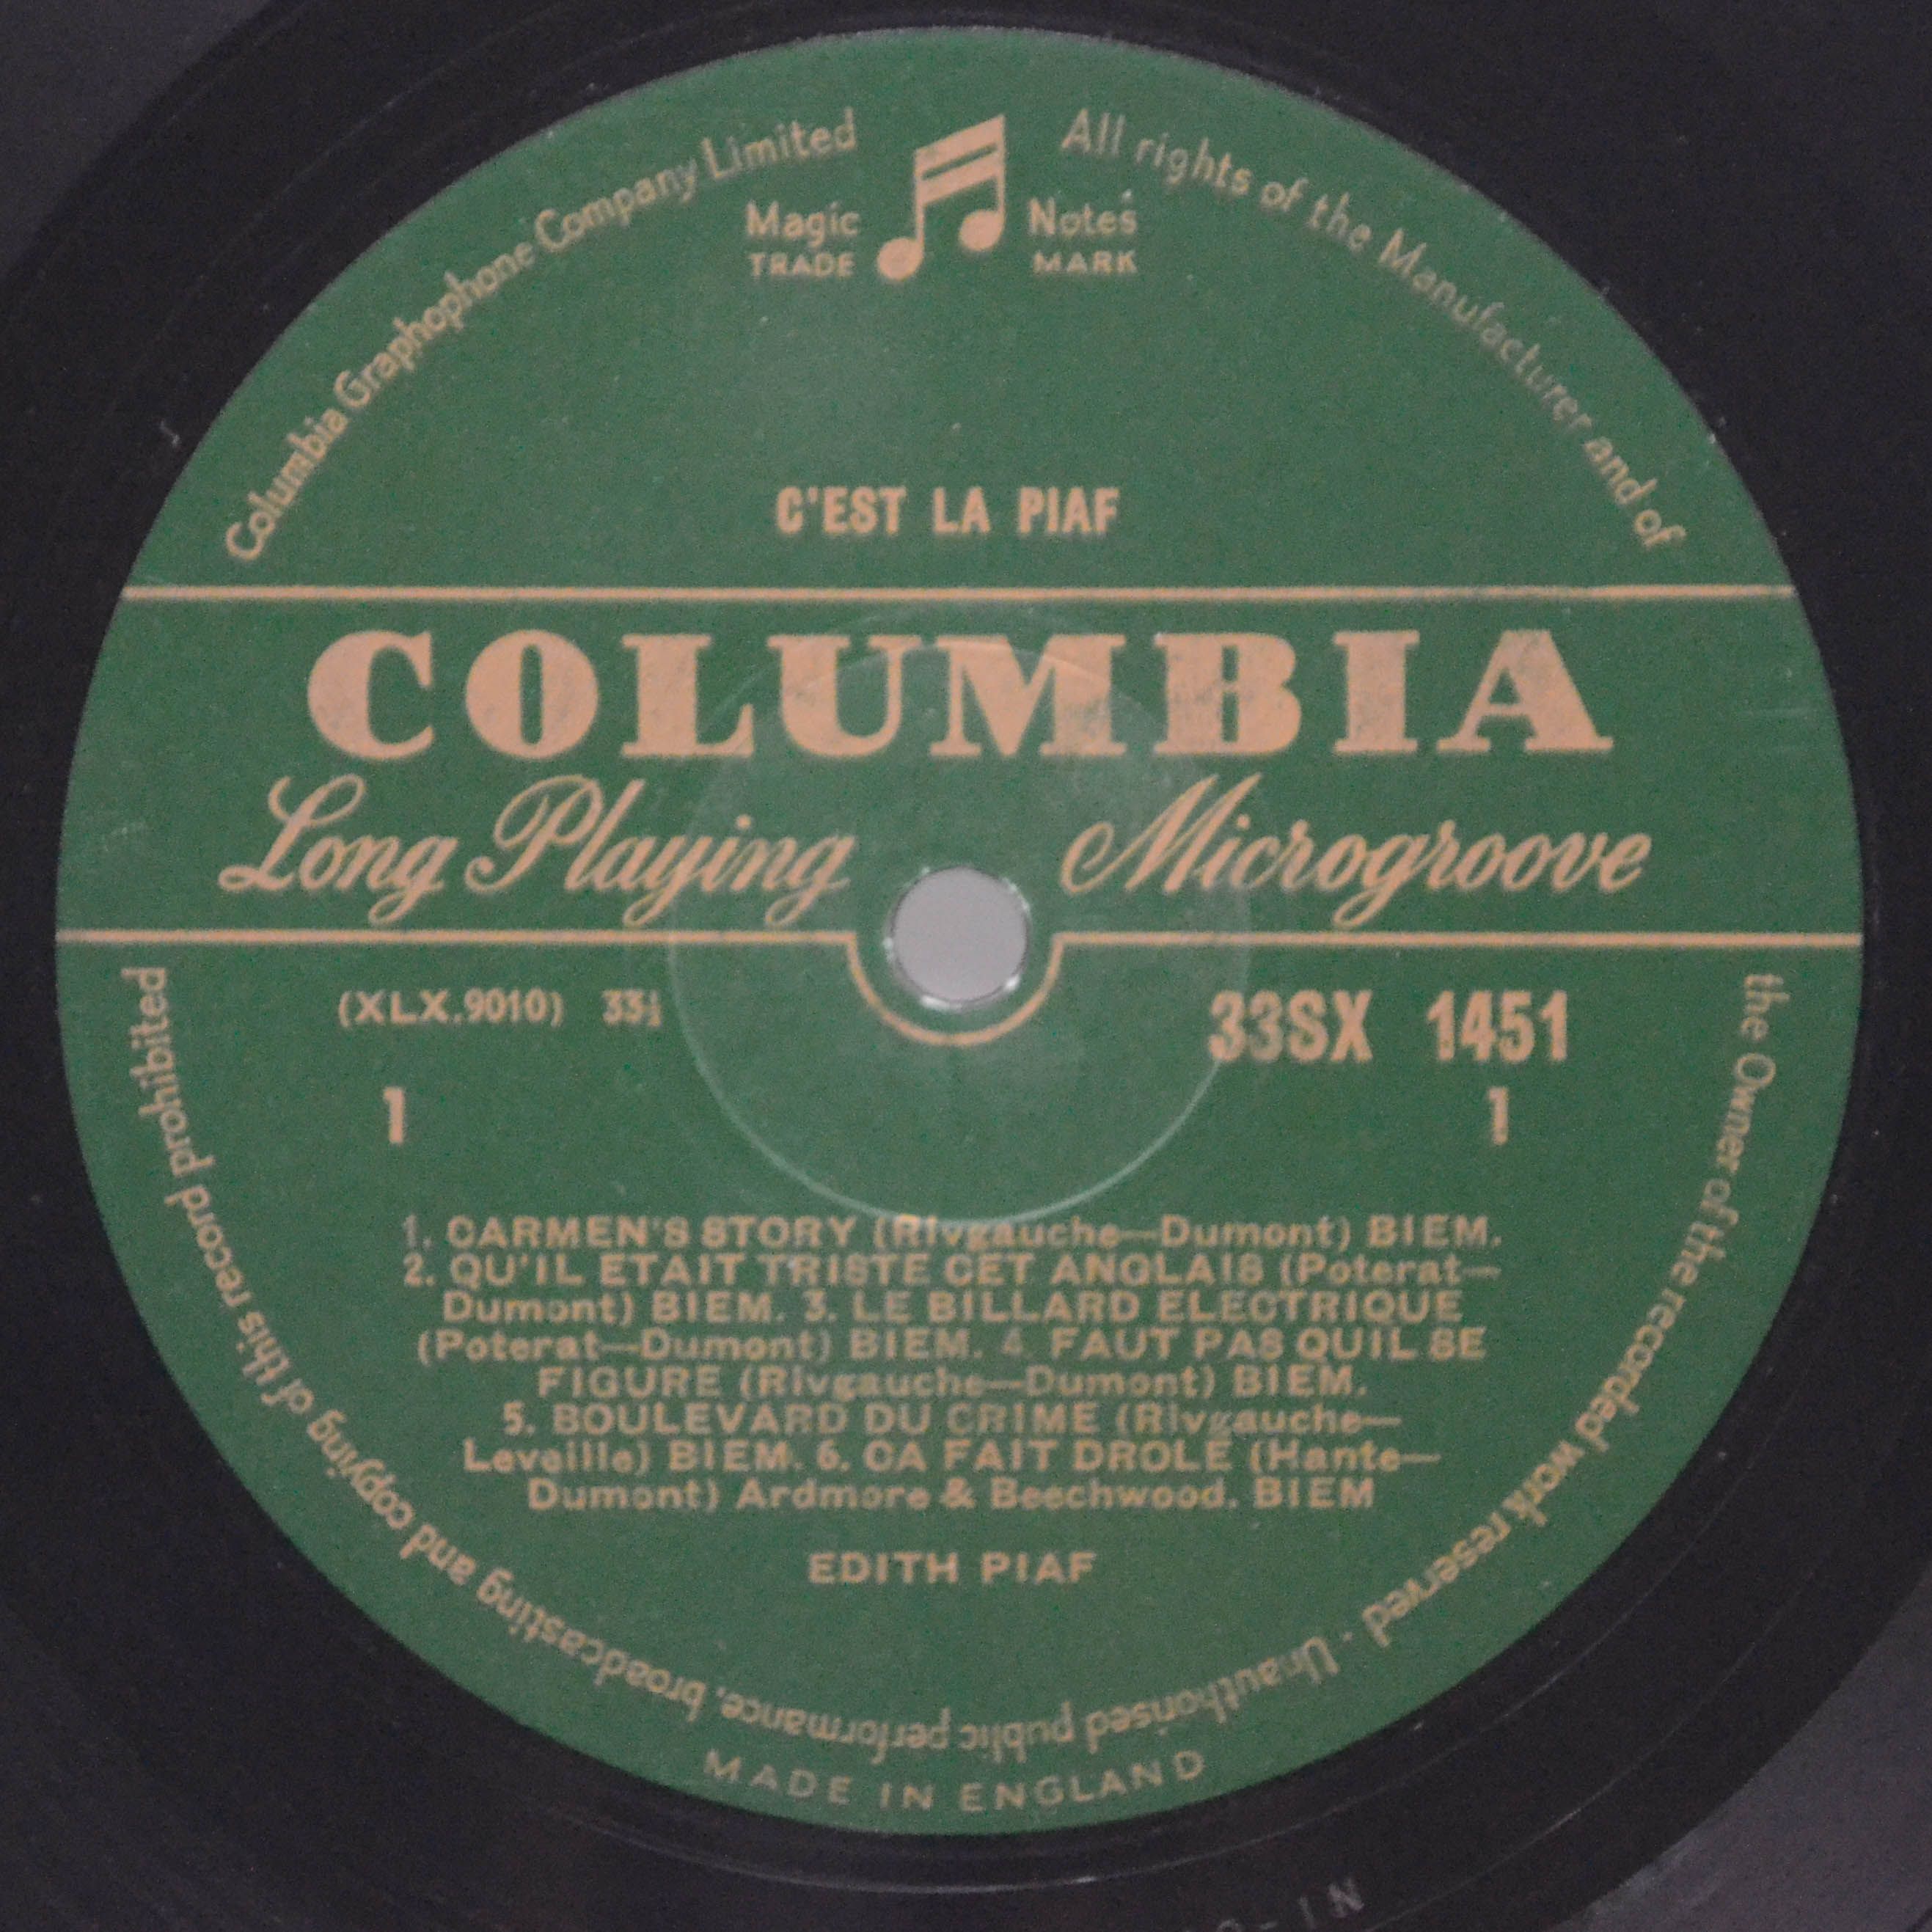 Columbia Graphophone Company Limited
All rights of the Manufacturer and of the Owner of the recorded work reserved · Unauthorised public performance, broadcasting and copying of this record prohibited
Magic Notes
TRADE MARK
C'EST LA PIAF
COLUMBIA
Long Playing Microgroove
(XLX.9010) 33⅓ 33SX 1451
1 1
1. CARMEN'S STORY (Rivgauche—Dumont) BIEM.
2. QU'IL ETAIT TRISTE CET ANGLAIS (Poterat—
Dumont) BIEM. 3. LE BILLARD ELECTRIQUE
(Poterat—Dumont) BIEM. 4. FAUT PAS QUIL SE
FIGURE (Rivgauche—Dumont) BIEM.
5. BOULEVARD DU CRIME (Rivgauche—
Leveille) BIEM. 6. CA FAIT DROLE (Hante—
Dumont) Ardmore & Beechwood. BIEM
EDITH PIAF
MADE IN ENGLAND